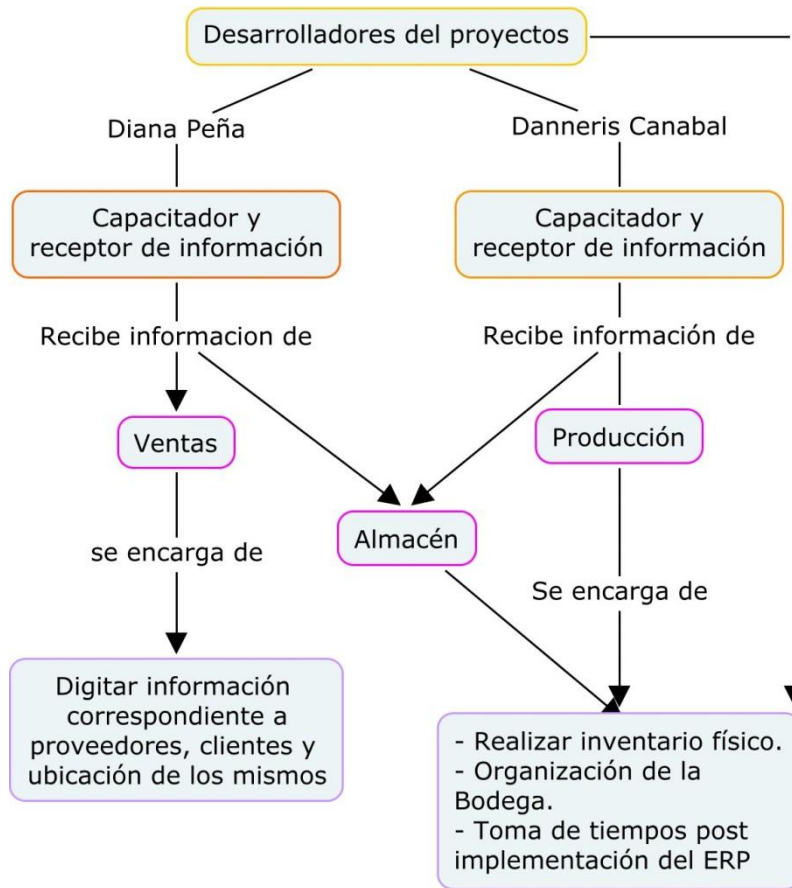 Desarrolladores del proyectos
Diana Peña
Danneris Canabal
Capacitador y
receptor de información
Capacitador y
receptor de información
Recibe informacion de
Recibe información de
Ventas
Producción
Almacén
se encarga de
Se encarga de
Digitar información
correspondiente a
proveedores, clientes y
ubicación de los mismos
- Realizar inventario físico.
- Organización de la
Bodega.
- Toma de tiempos post
implementación del ERP